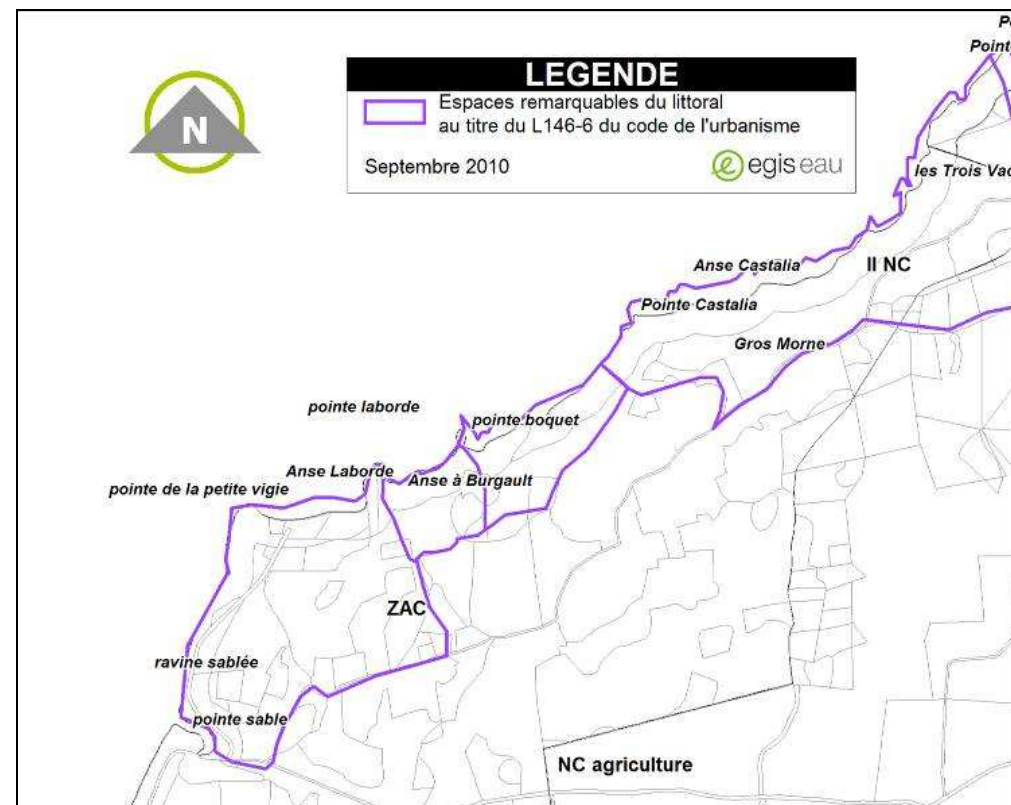 LEGENDE
Espaces remarquables du littoral
au titre du L146-6 du code de l'urbanisme
Septembre 2010
egis eau
N
les Trois
Anse Castalia
II NC
Pointe Castalia
Gros Morne
pointe laborde
pointe boquet
Anse Laborde
Anse à Burgault
pointe de la petite vigie
ZAC
ravine sablée
pointe sable
NC agriculture